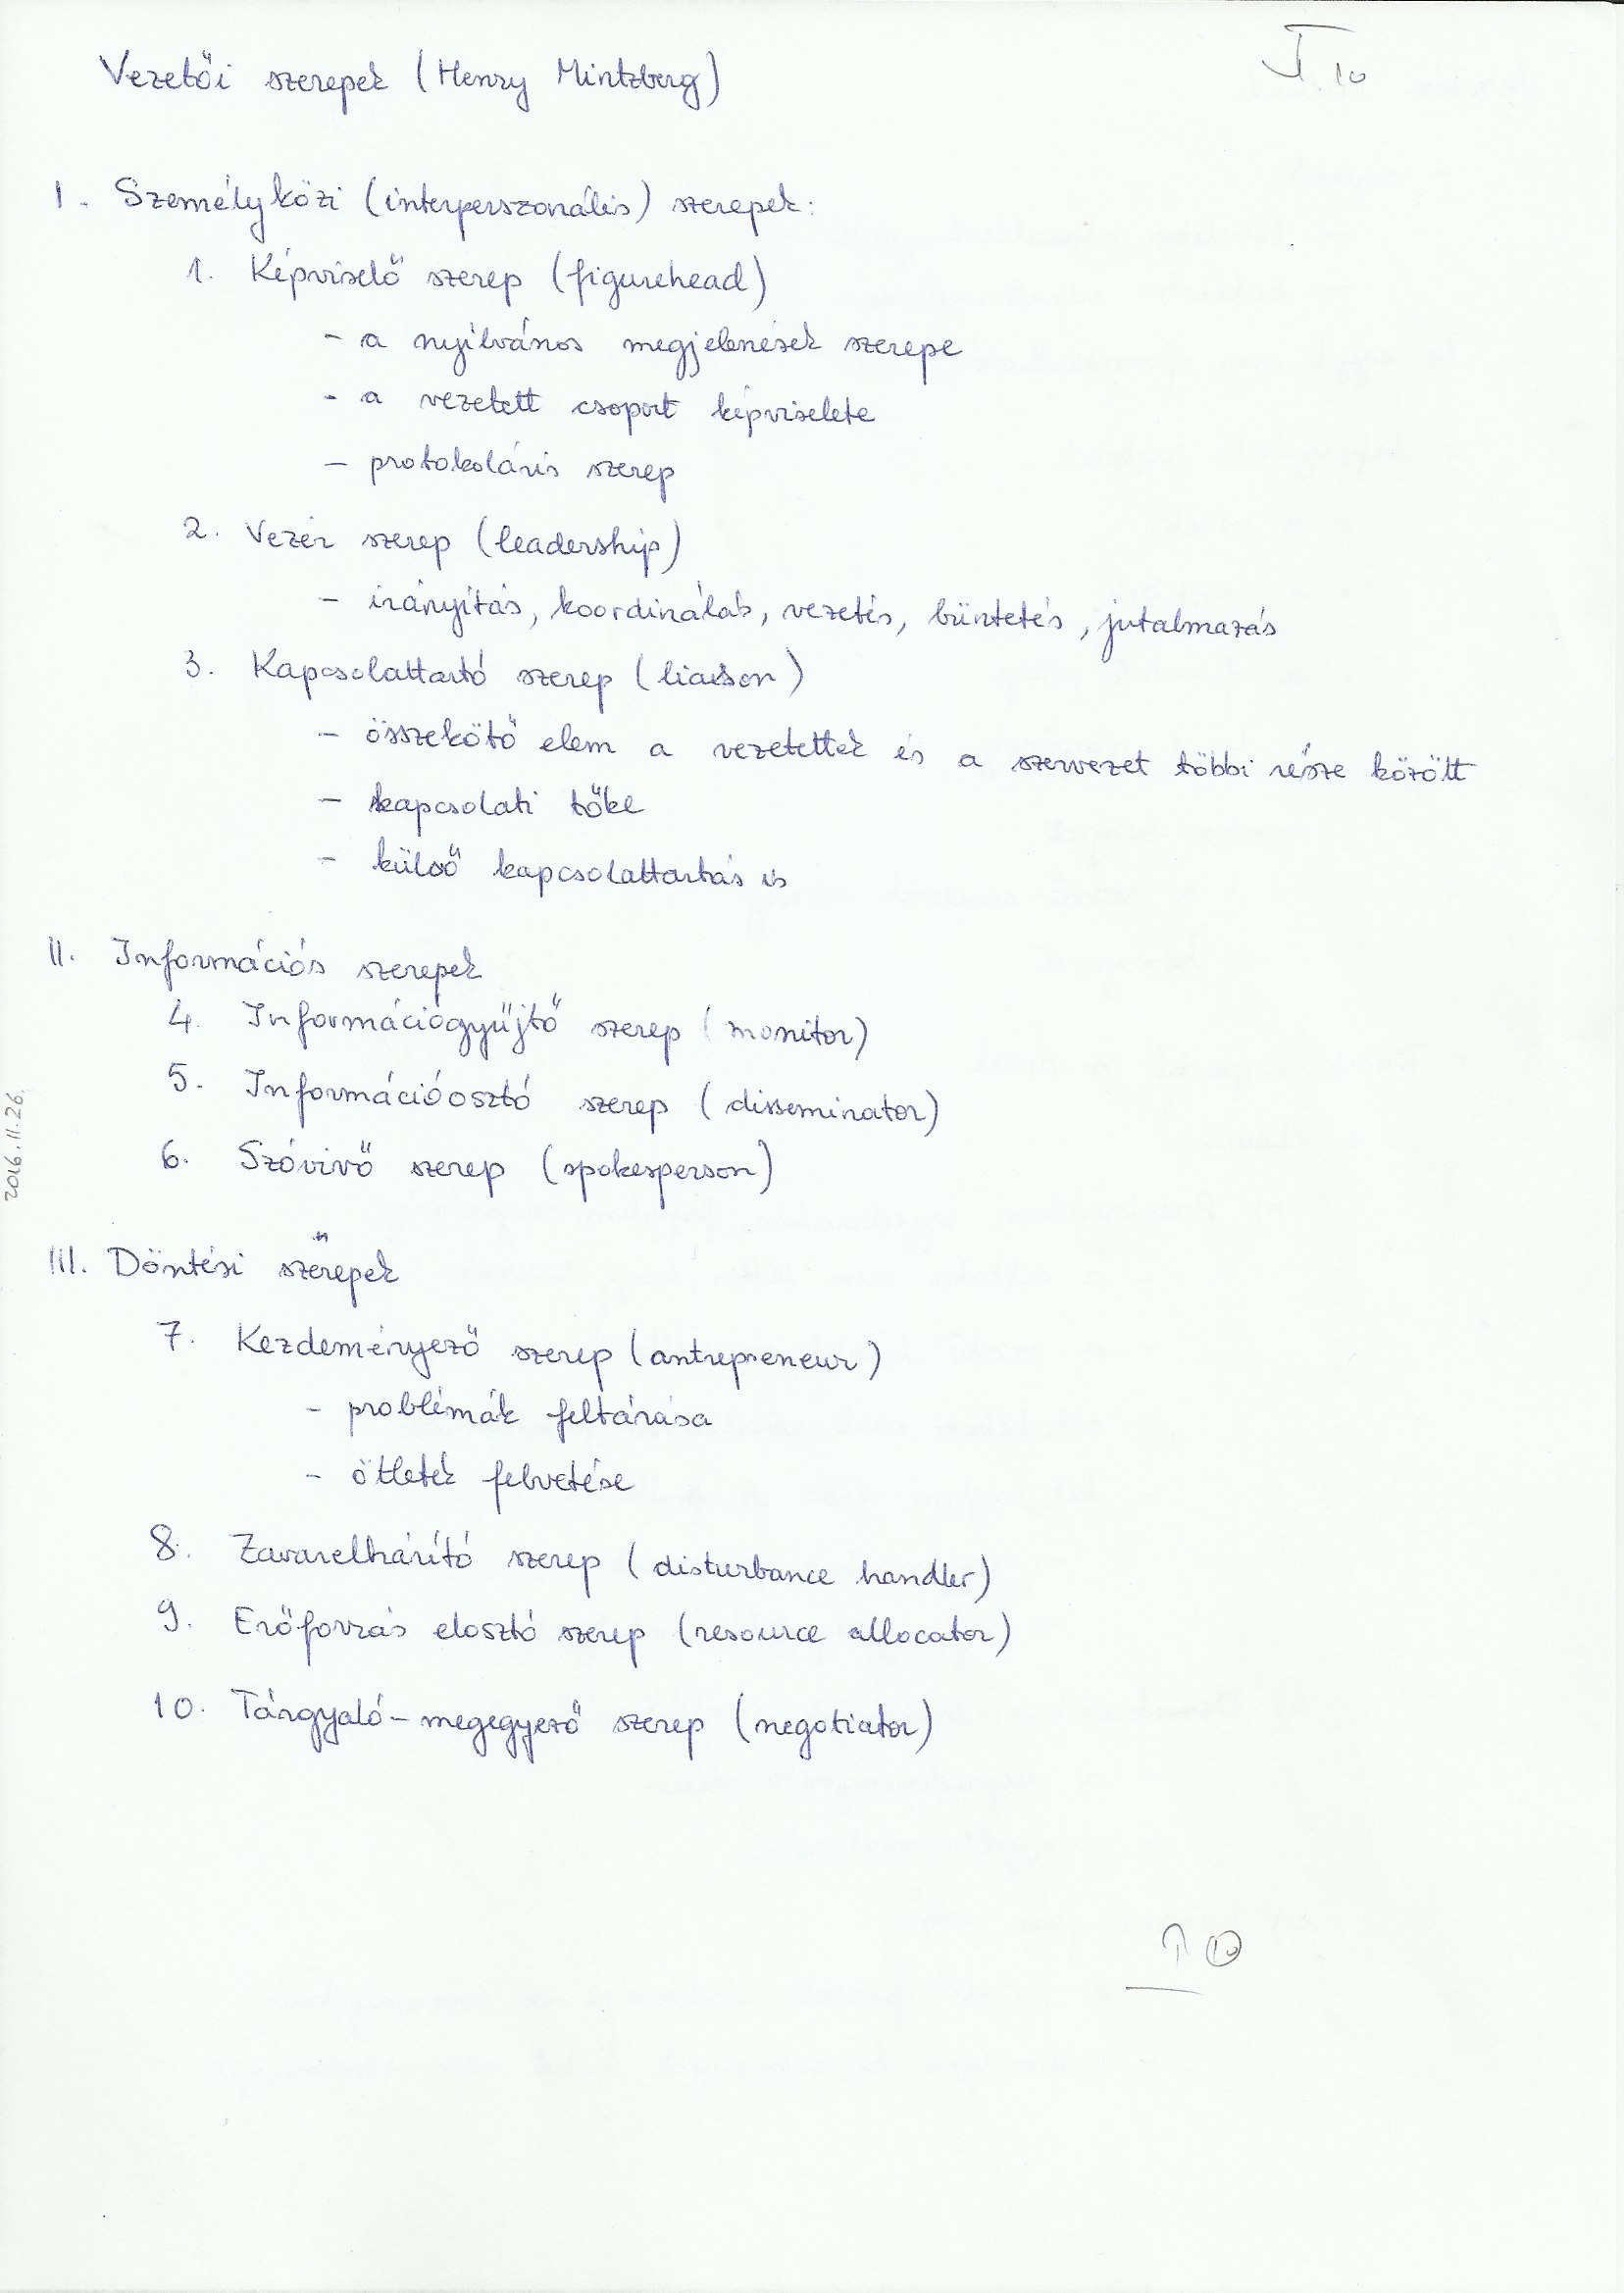 I 10
Vezetői szerepek (Henry Mintzberg)
I. Személyközi (interperszonális) szerepek:
1. Képviselő szerep (figurehead)
- a nyilvános megjelenések szerepe
- a vezetett csoport képviselete
- protokoláris szerep
2. Vezér szerep (leadership)
- irányítás, koordinálás, vezetés, büntetés, jutalmazás
3. Kapcsolattartó szerep (liaison)
- összekötő elem a vezetettek és a szervezet többi része között
- kapcsolati tőke
- külső kapcsolattartás is
II. Információs szerepek
4. Információgyűjtő szerep (monitor)
5. Információosztó szerep (disseminator)
6. Szóvivő szerep (spokesperson)
2016.11.26.
III. Döntési szerepek
7. Kezdeményező szerep (antrepreneur)
- problémák feltárása
- ötletek felvetése
8. Zavarelhárító szerep (disturbance handler)
9. Erőforrás elosztó szerep (resource allocator)
10. Tárgyaló-megegyező szerep (negotiator)
10